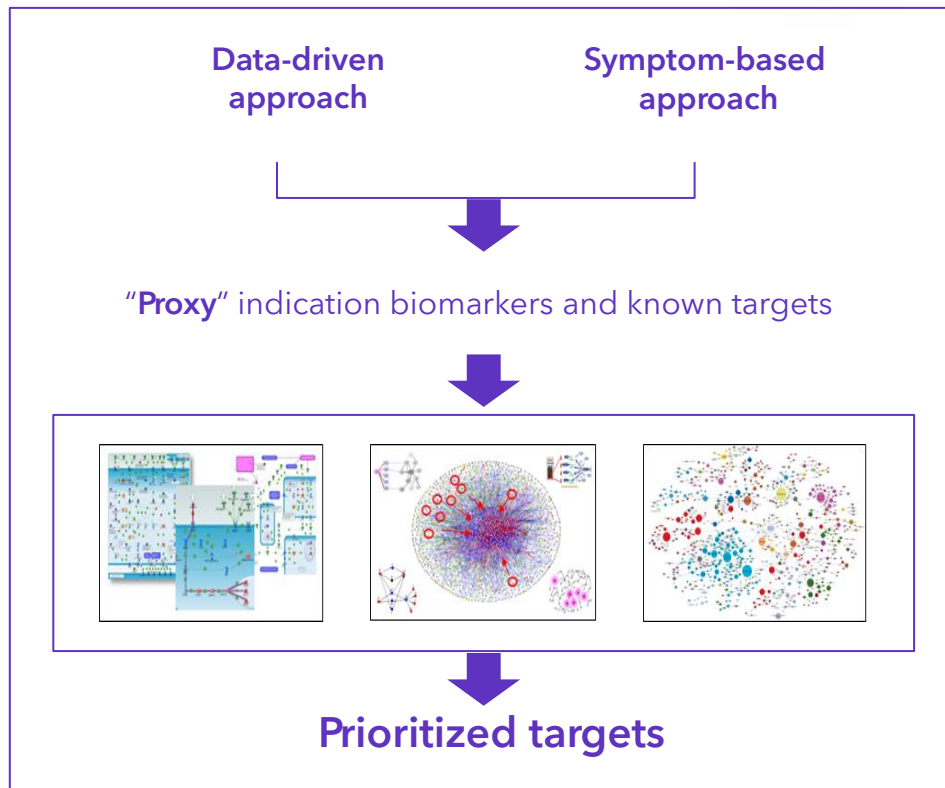 Data-driven
approach
Symptom-based
approach
“Proxy” indication biomarkers and known targets
Prioritized targets